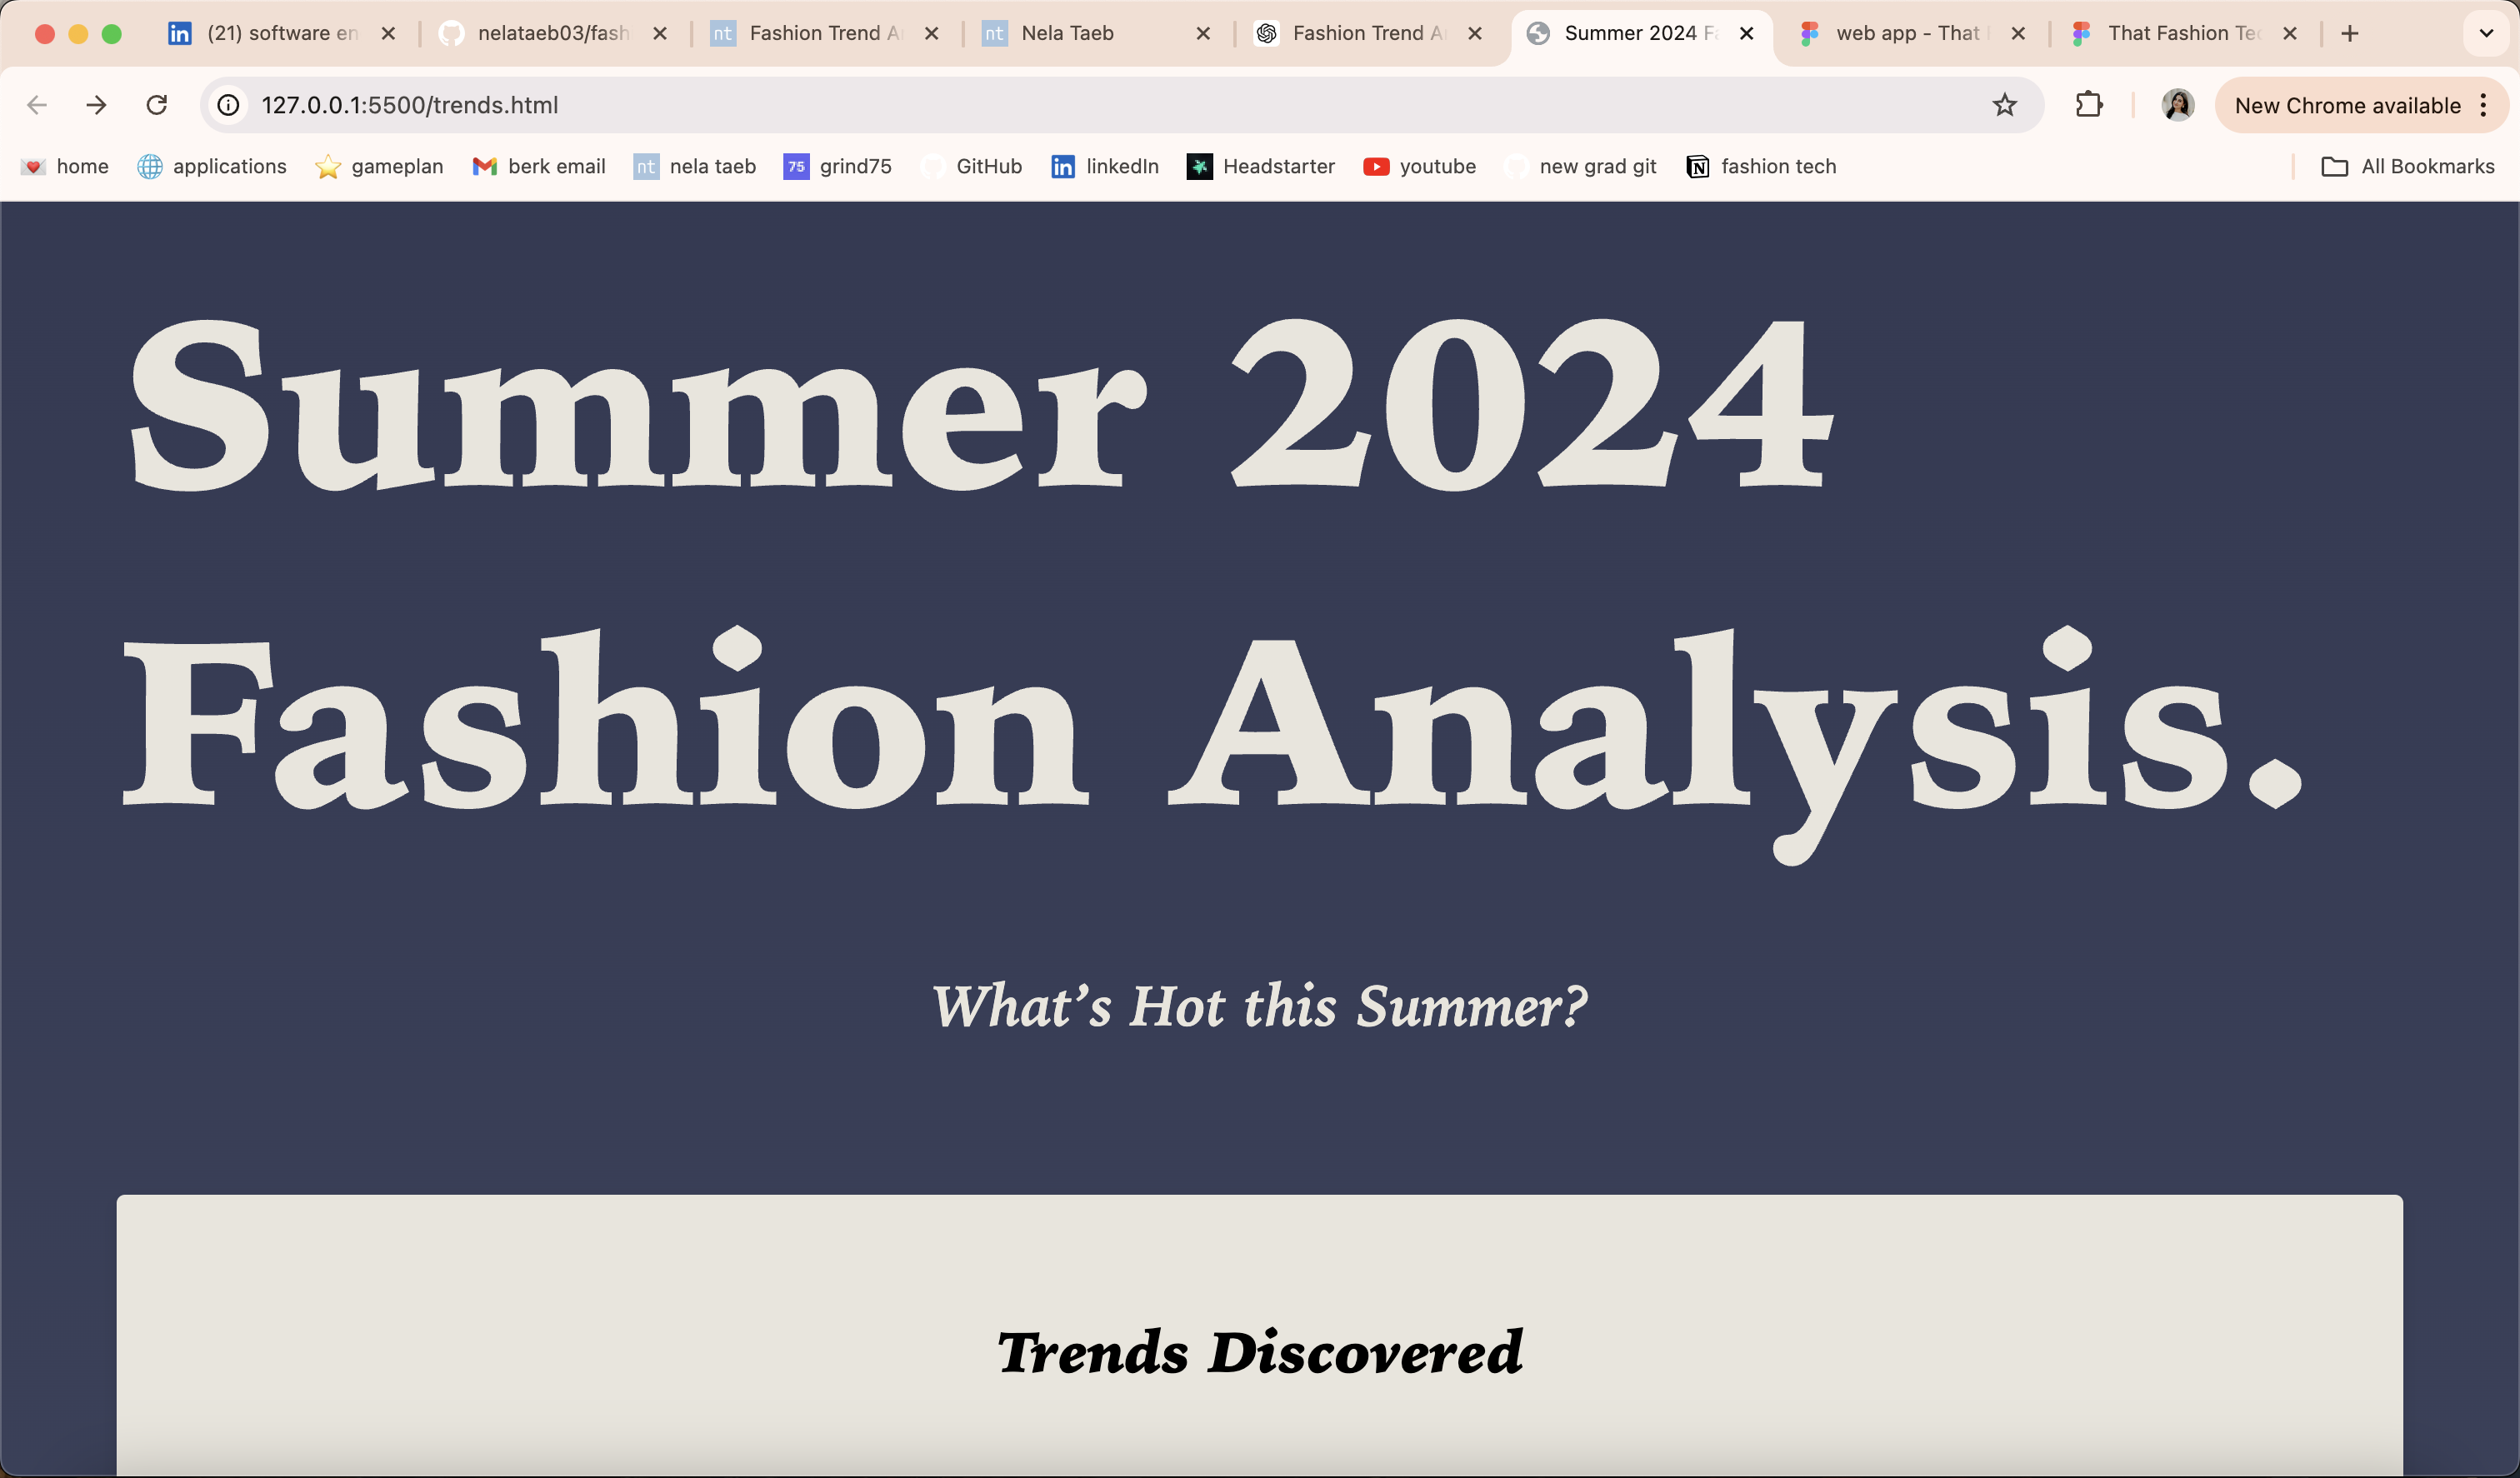 (21) software en
nelataeb03/fash
nt Fashion Trend A
nt Nela Taeb
Fashion Trend A
Summer 2024 F
web app - That
That Fashion Te
127.0.0.1:5500/trends.html
New Chrome available
home
applications
gameplan
berk email
nt nela taeb
75 grind75
GitHub
in linkedIn
Headstarter
youtube
new grad git
fashion tech
All Bookmarks
Summer 2024
Fashion Analysis.
What’s Hot this Summer?
Trends Discovered